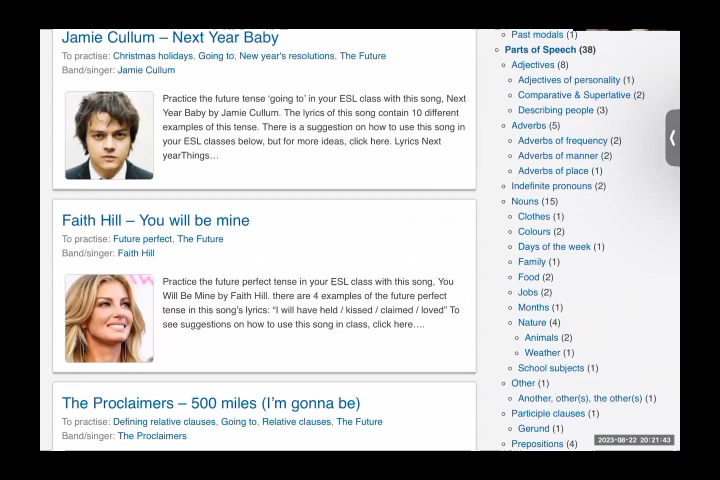 Jamie Cullum – Next Year Baby
To practise: Christmas holidays, Going to, New year's resolutions, The Future
Band/singer: Jamie Cullum
Practice the future tense 'going to' in your ESL class with this song, Next
Year Baby by Jamie Cullum. The lyrics of this song contain 10 different
examples of this tense. There is a suggestion on how to use this song in
your ESL classes below, but for more ideas, click here. Lyrics Next
yearThings…
Faith Hill – You will be mine
To practise: Future perfect, The Future
Band/singer: Faith Hill
Practice the future perfect tense in your ESL class with this song, You
Will Be Mine by Faith Hill. there are 4 examples of the future perfect
tense in this song's lyrics: “I will have held / kissed / claimed / loved” To
see suggestions on how to use this song in class, click here….
The Proclaimers – 500 miles (I'm gonna be)
To practise: Defining relative clauses, Going to, Relative clauses, The Future
Band/singer: The Proclaimers
Past modals (1)
Parts of Speech (38)
Adjectives (8)
Adjectives of personality (1)
Comparative & Superlative (2)
Describing people (3)
Adverbs (5)
Adverbs of frequency (2)
Adverbs of manner (2)
Adverbs of place (1)
Indefinite pronouns (2)
Nouns (15)
Clothes (1)
Colours (2)
Days of the week (1)
Family (1)
Food (2)
Jobs (2)
Months (1)
Nature (4)
Animals (2)
Weather (1)
School subjects (1)
Other (1)
Another, other(s), the other(s) (1)
Participle clauses (1)
Gerund (1)
Prepositions (4)
2023-08-22 20:21:43